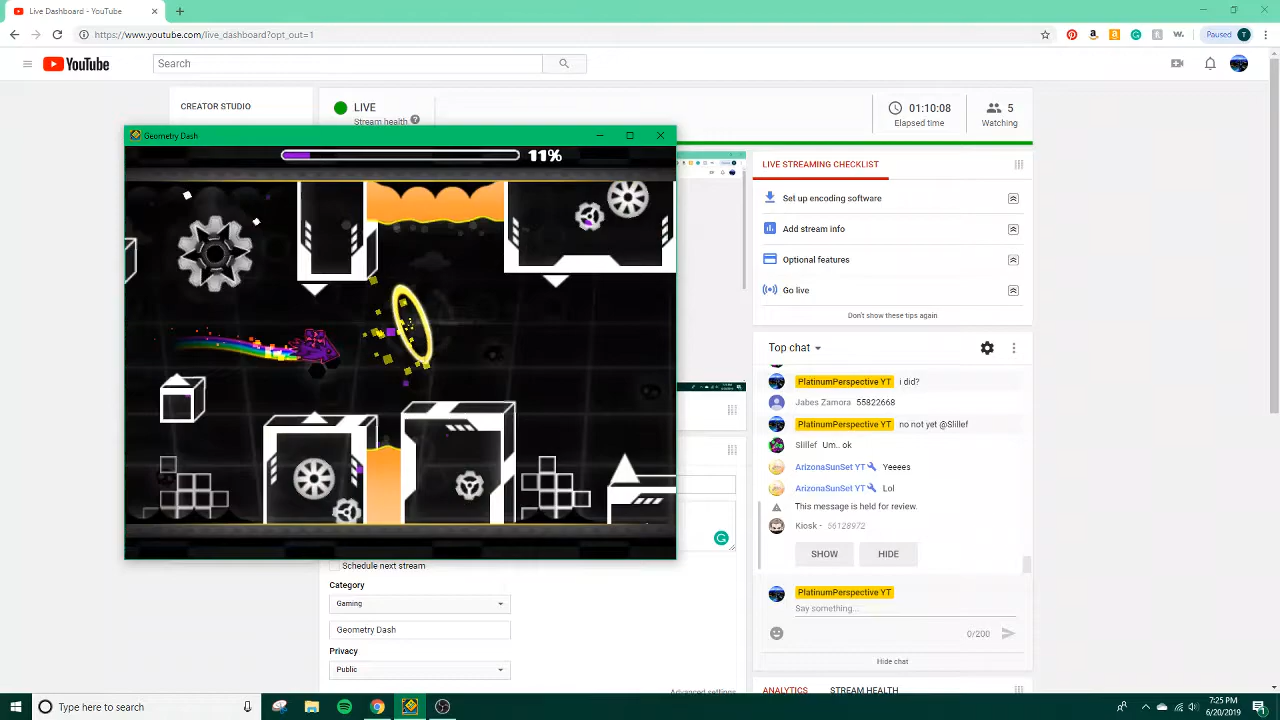 Live Dashboard - YouTube
https://www.youtube.com/live_dashboard?opt_out=1
Paused
T
YouTube
Search
CREATOR STUDIO
LIVE
Stream health
?
01:10:08
Elapsed time
5
Watching
Geometry Dash
11%
LIVE STREAMING CHECKLIST
Set up encoding software
Add stream info
Optional features
Go live
Don't show these tips again
Top chat
PlatinumPerspective YT i did?
Jabes Zamora 55822668
PlatinumPerspective YT no not yet @Slillef
Slillef Um.. ok
ArizonaSunSet YT Yeeees
ArizonaSunSet YT Lol
This message is held for review.
Kiosk - 56128972
SHOW HIDE
PlatinumPerspective YT
Say something...
0/200
Hide chat
Schedule next stream
Category
Gaming
Geometry Dash
Privacy
Public
Advanced settings
ANALYTICS STREAM HEALTH
Type here to search
7:25 PM
6/20/2019